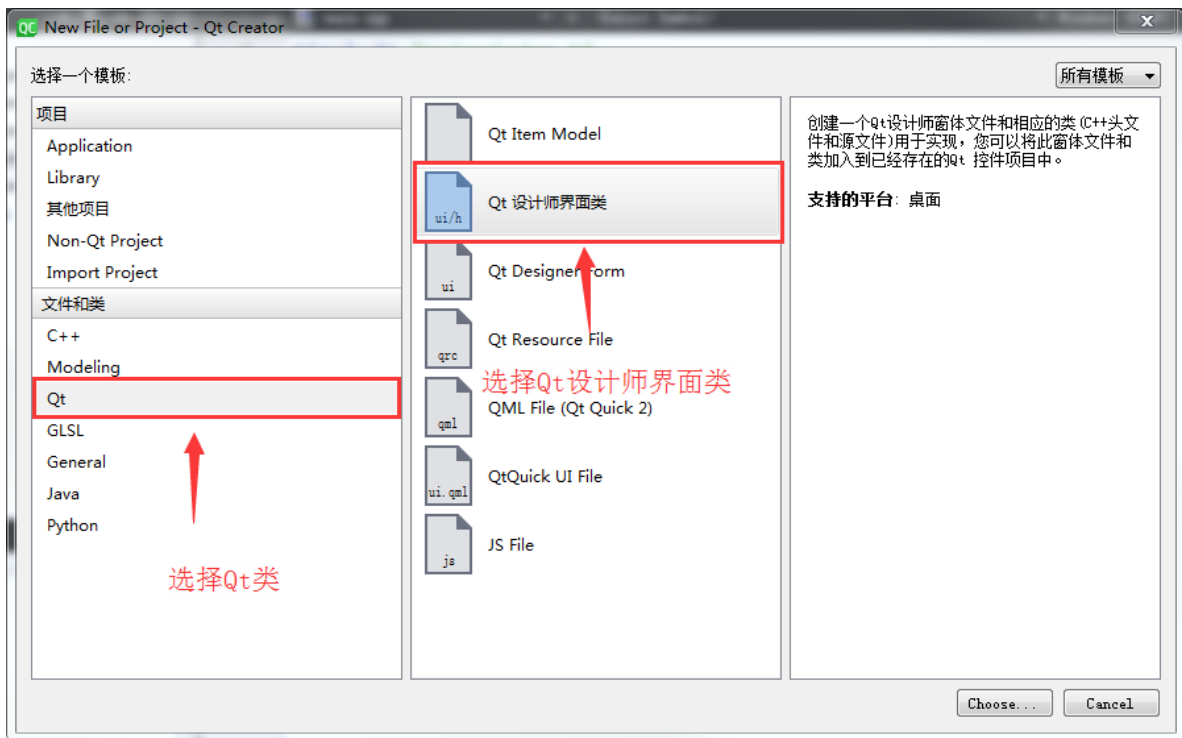 New File or Project - Qt Creator
选择一个模板:
所有模板
项目
Application
Library
其他项目
Non-Qt Project
Import Project
文件和类
C++
Modeling
Qt
GLSL
General
Java
Python
选择Qt类
Qt Item Model
ui/h
Qt 设计师界面类
ui
Qt Designer Form
qrc
Qt Resource File
选择Qt设计师界面类
qml
QML File (Qt Quick 2)
ui.qml
QtQuick UI File
js
JS File
创建一个Qt设计师窗体文件和相应的类(C++头文
件和源文件)用于实现，您可以将此窗体文件和
类加入到已经存在的Qt 控件项目中。
支持的平台: 桌面
Choose...
Cancel